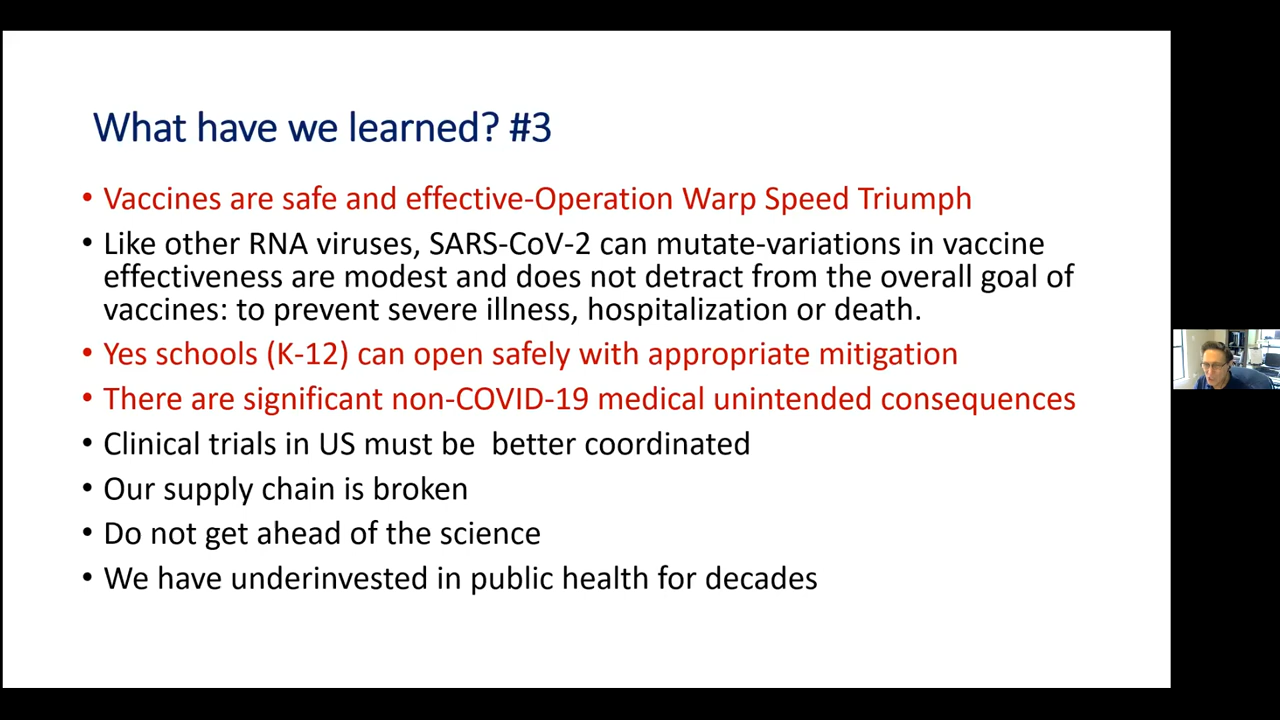 What have we learned? #3
• Vaccines are safe and effective-Operation Warp Speed Triumph
• Like other RNA viruses, SARS-CoV-2 can mutate-variations in vaccine
effectiveness are modest and does not detract from the overall goal of
vaccines: to prevent severe illness, hospitalization or death.
• Yes schools (K-12) can open safely with appropriate mitigation
• There are significant non-COVID-19 medical unintended consequences
• Clinical trials in US must be  better coordinated
• Our supply chain is broken
• Do not get ahead of the science
• We have underinvested in public health for decades